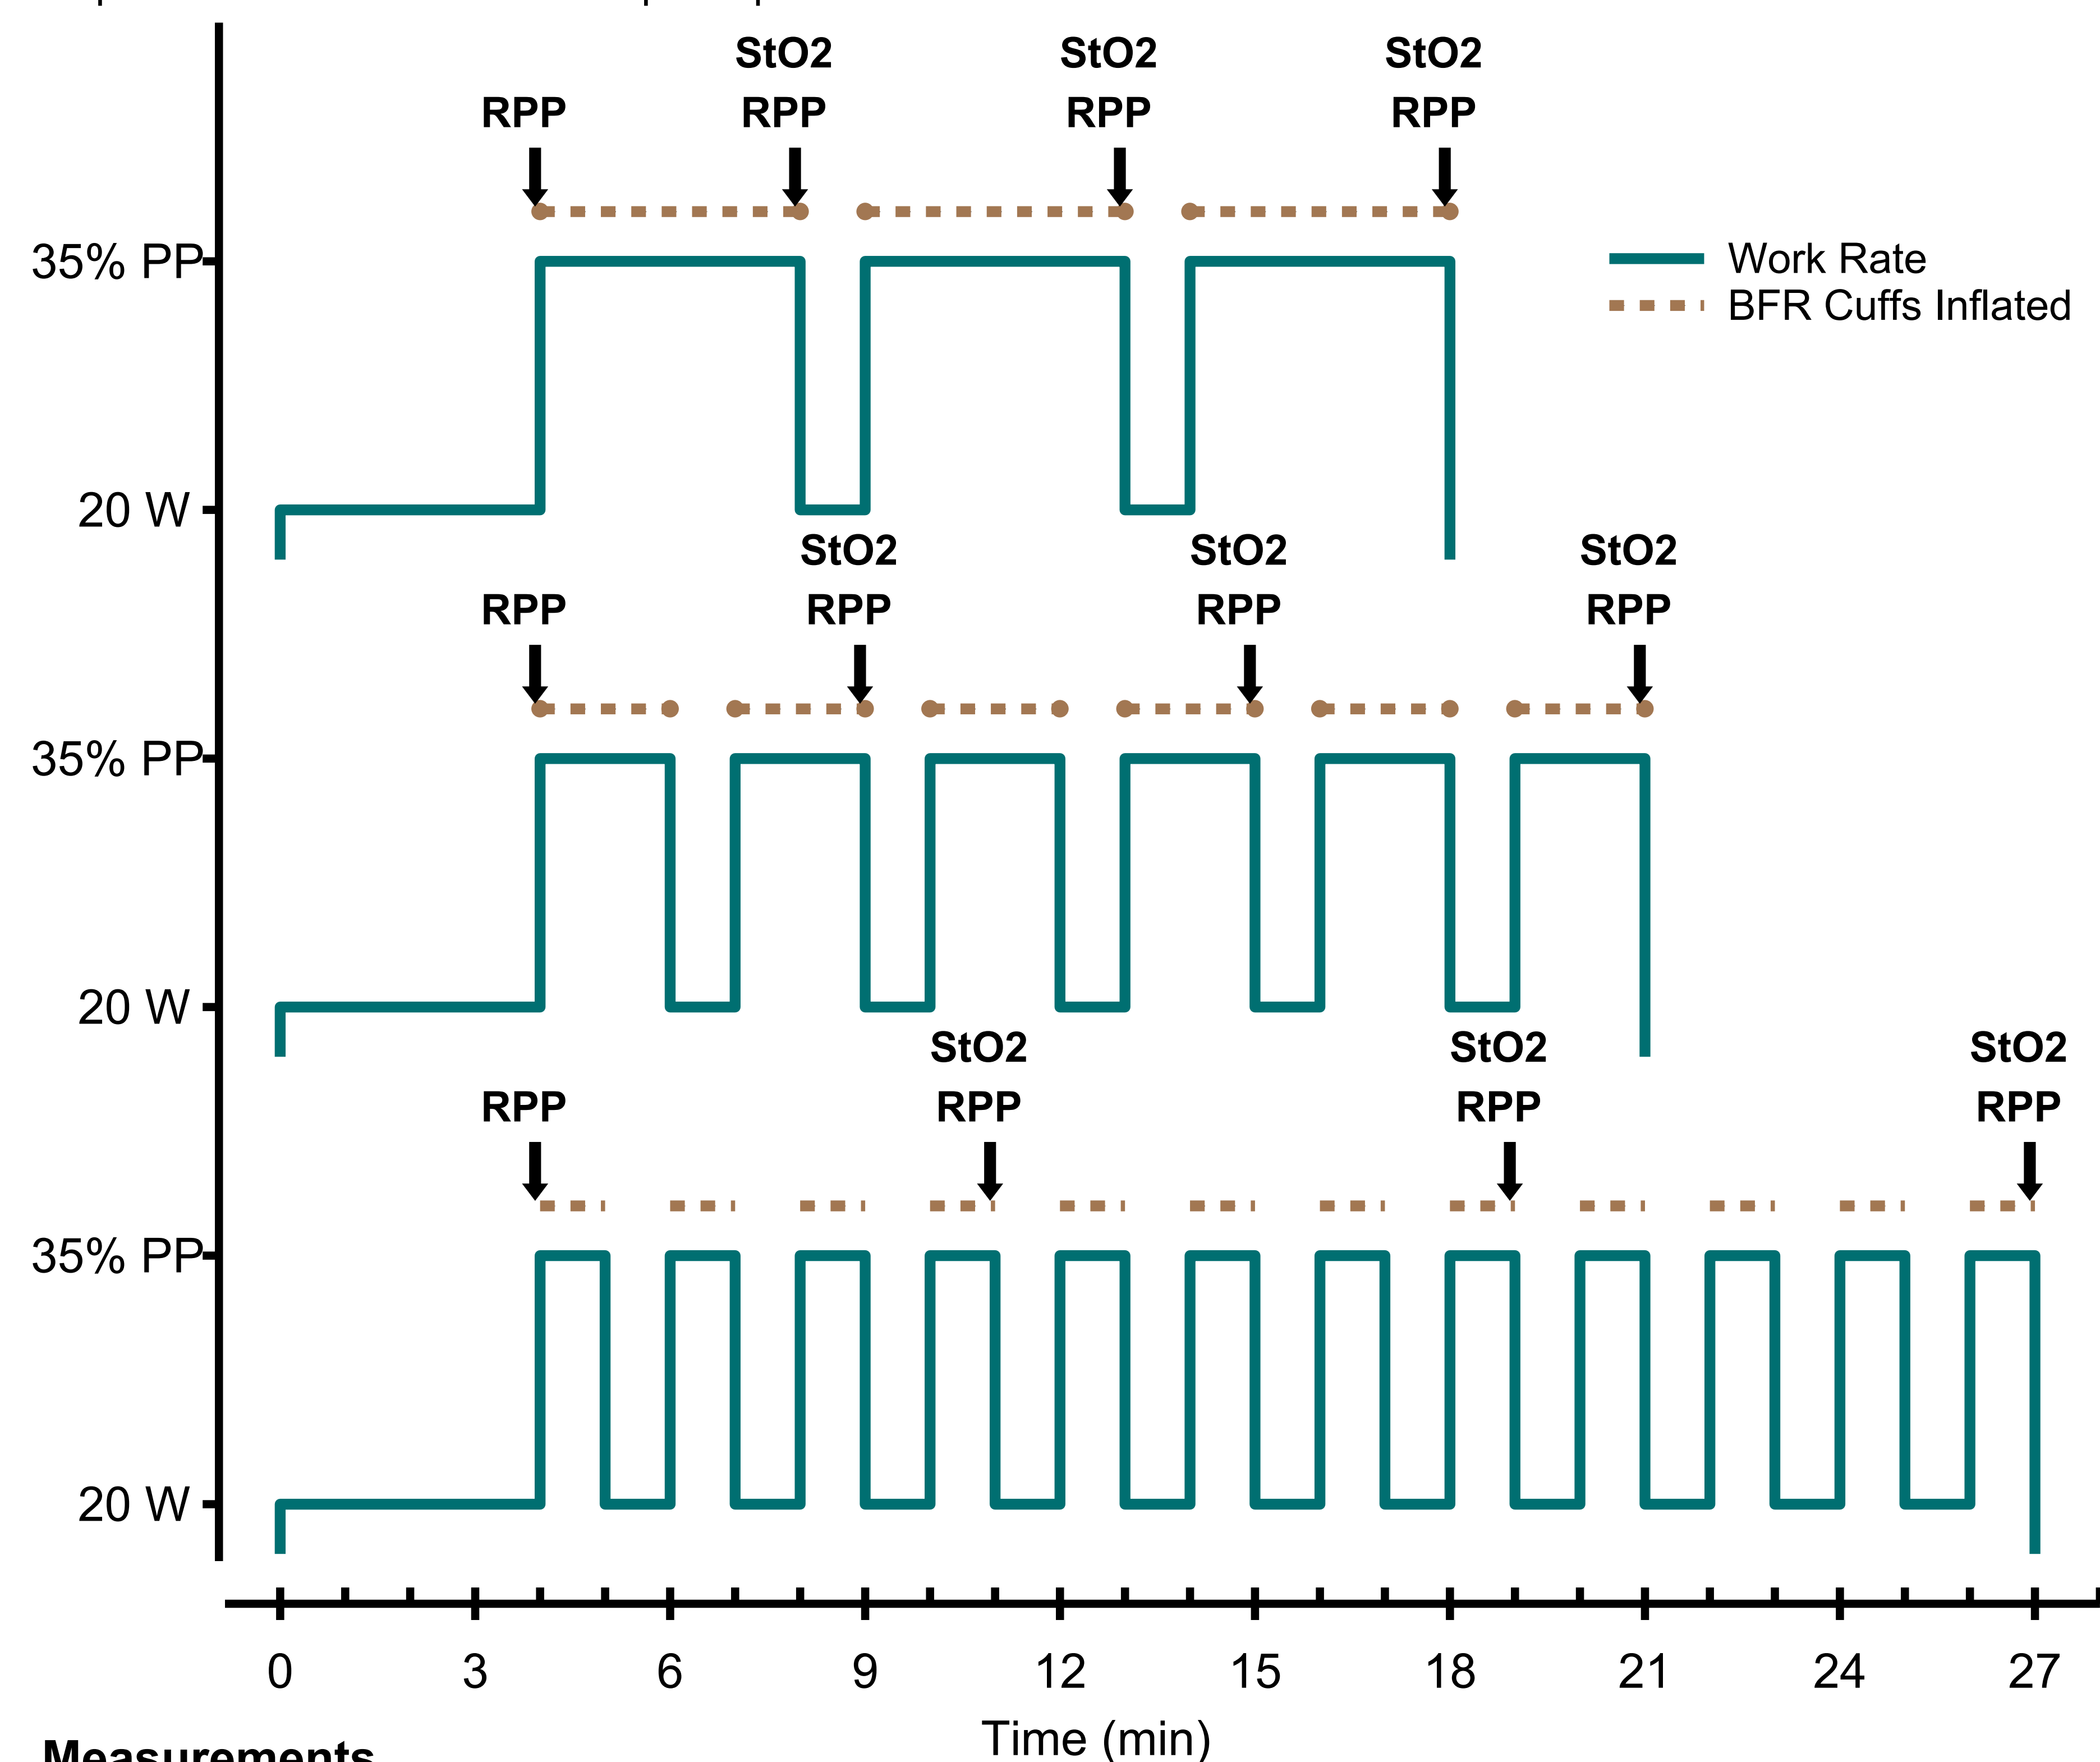 StO2 StO2 StO2
RPP RPP RPP RPP
35% PP
Work Rate
BFR Cuffs Inflated
20 W
StO2 StO2 StO2
RPP RPP RPP RPP
35% PP
20 W
StO2 StO2 StO2
RPP RPP RPP RPP
35% PP
20 W
0 3 6 9 12 15 18 21 24 27
Time (min)
Measurements